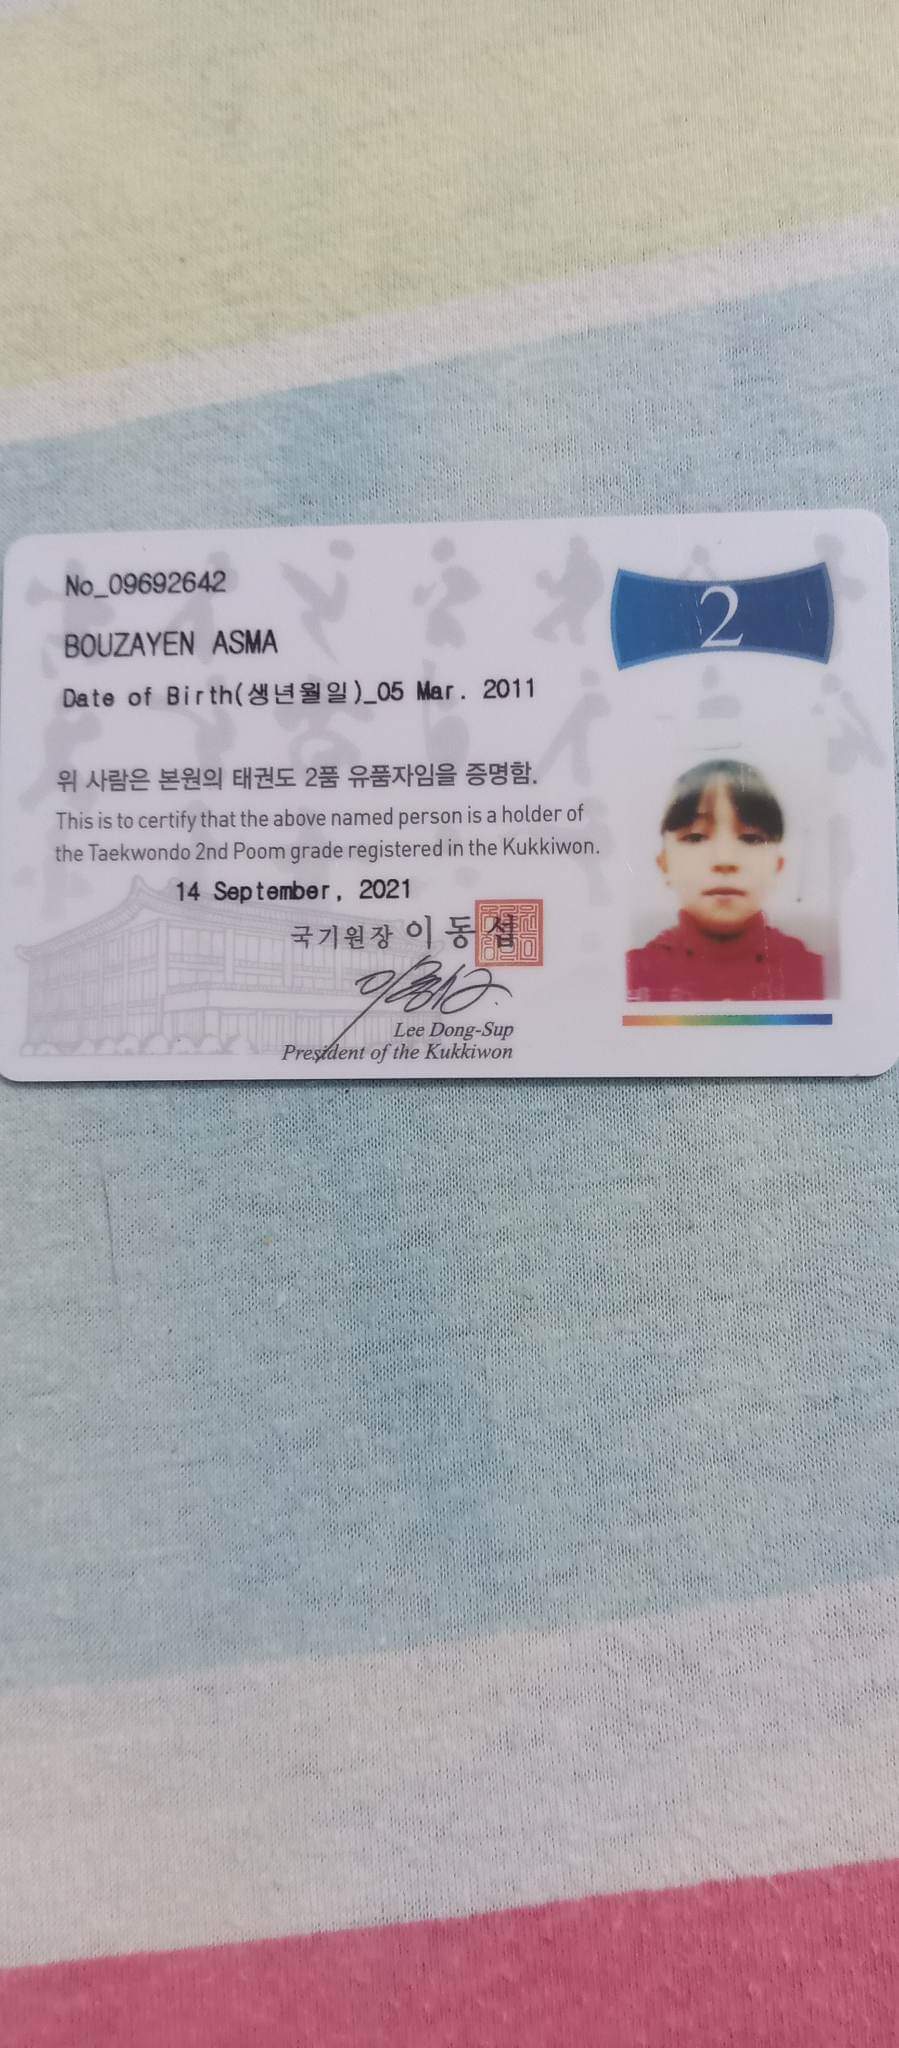 No_09692642
2
BOUZAYEN ASMA
Date of Birth(생년월일)_05 Mar. 2011
위 사람은 본원의 태권도 2품 유품자임을 증명함.
This is to certify that the above named person is a holder of
the Taekwondo 2nd Poom grade registered in the Kukkiwon.
14 September, 2021
국기원장 이동섭
Lee Dong-Sup
President of the Kukkiwon